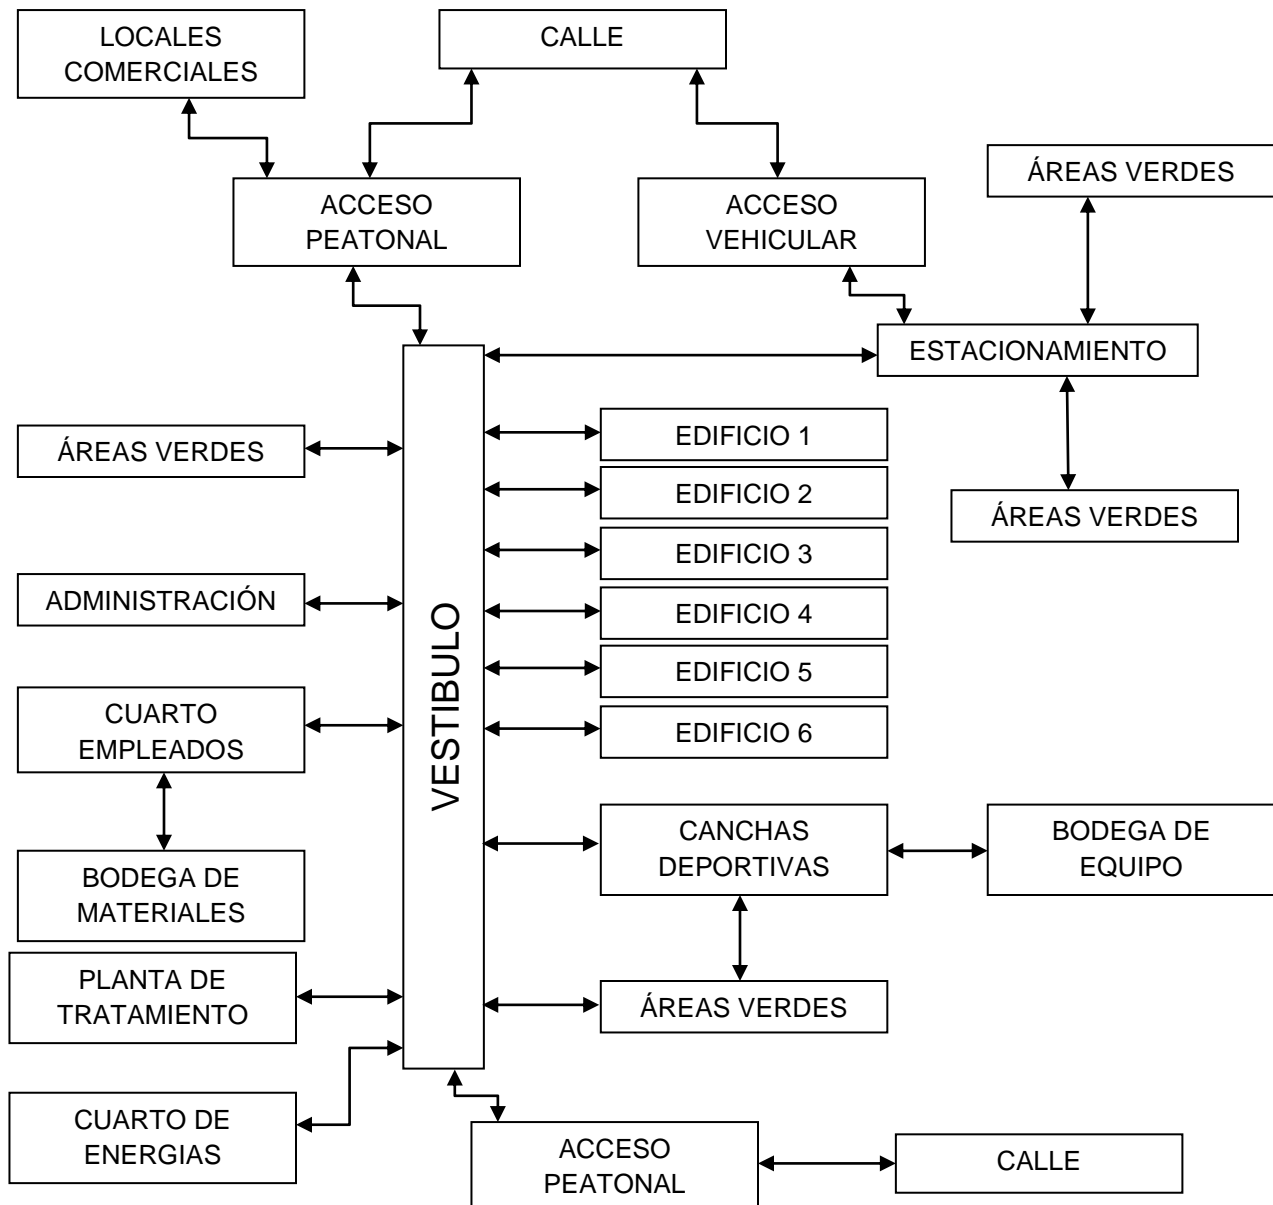 LOCALES
COMERCIALES
CALLE
ACCESO
PEATONAL
ACCESO
VEHICULAR
ÁREAS VERDES
ESTACIONAMIENTO
ÁREAS VERDES
EDIFICIO 1
EDIFICIO 2
EDIFICIO 3
EDIFICIO 4
EDIFICIO 5
EDIFICIO 6
ÁREAS VERDES
ADMINISTRACIÓN
CUARTO
EMPLEADOS
VESTIBULO
BODEGA DE
MATERIALES
CANCHAS
DEPORTIVAS
BODEGA DE
EQUIPO
PLANTA DE
TRATAMIENTO
ÁREAS VERDES
CUARTO DE
ENERGIAS
ACCESO
PEATONAL
CALLE